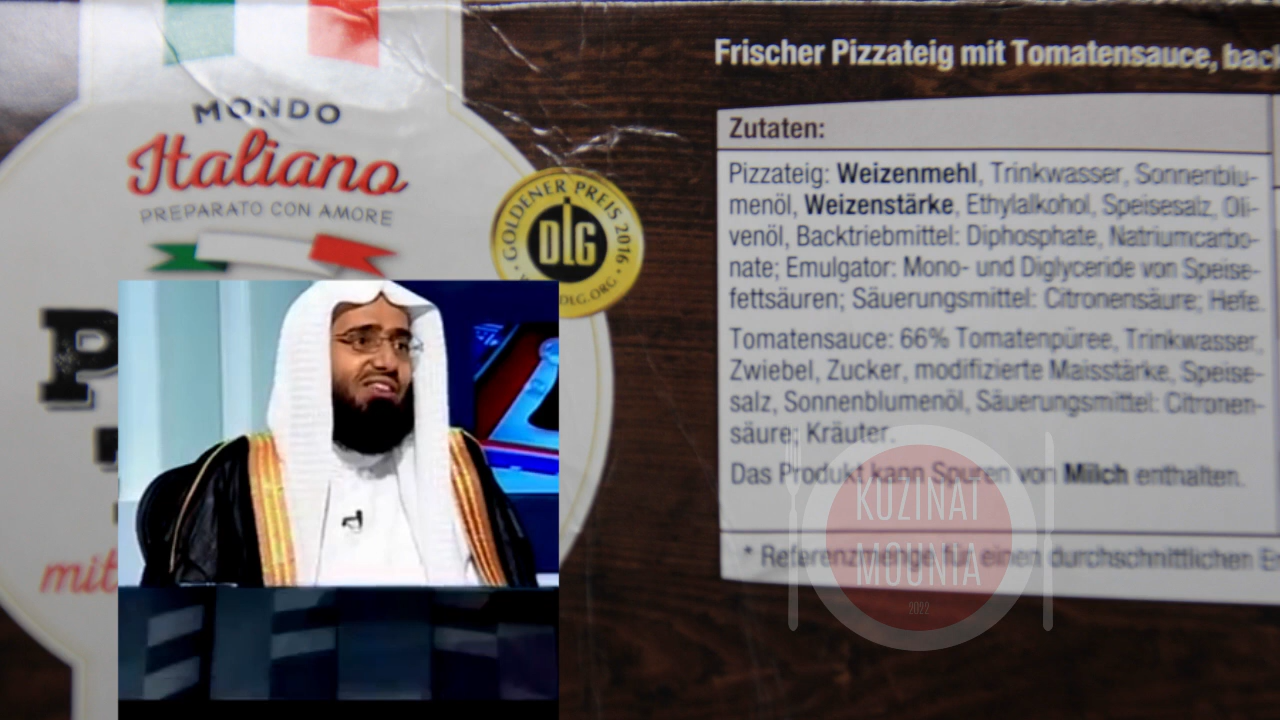 MONDO
Italiano
PREPARATO CON AMORE
GOLDENER PREIS 2016
DLG
DLG.ORG
P
mit
Frischer Pizzateig mit Tomatensauce, back
Zutaten:
Pizzateig: Weizenmehl, Trinkwasser, Sonnenblu-
menöl, Weizenstärke, Ethylalkohol, Speisesalz, Oli-
venöl, Backtriebmittel: Diphosphate, Natriumcarbo-
nate; Emulgator: Mono- und Diglyceride von Speise-
fettsäuren; Säuerungsmittel: Citronensäure; Hefe.
Tomatensauce: 66% Tomatenpüree, Trinkwasser,
Zwiebel, Zucker, modifizierte Maisstärke, Speise-
salz, Sonnenblumenöl, Säuerungsmittel: Citronen-
säure; Kräuter.
Das Produkt kann Spuren von Milch enthalten.
* Referenzmenge für einen durchschnittlichen
KUZINAT
MOUNIA
2022